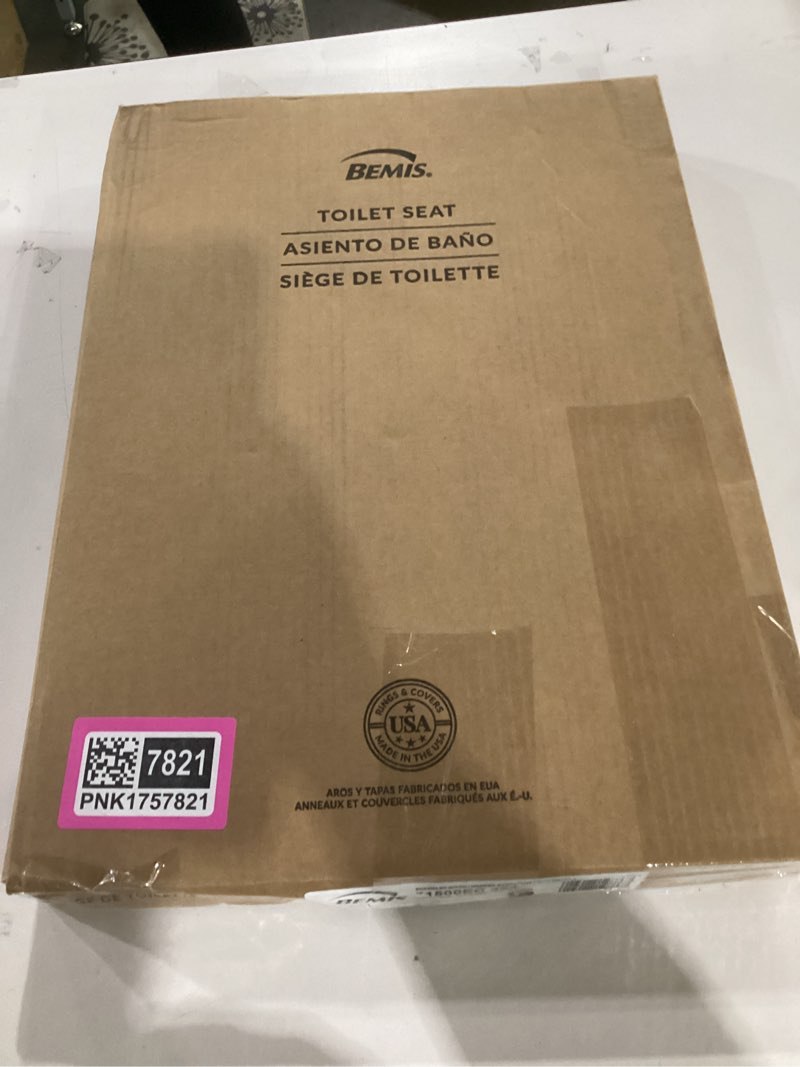 BEMIS.
TOILET SEAT
ASIENTO DE BAÑO
SIÈGE DE TOILETTE
RINGS & COVERS
USA
MADE IN THE USA
AROS Y TAPAS FABRICADOS EN EUA
ANNEAUX ET COUVERCLES FABRIQUÉS AUX É.-U.
7821
PNK1757821
BEMIS